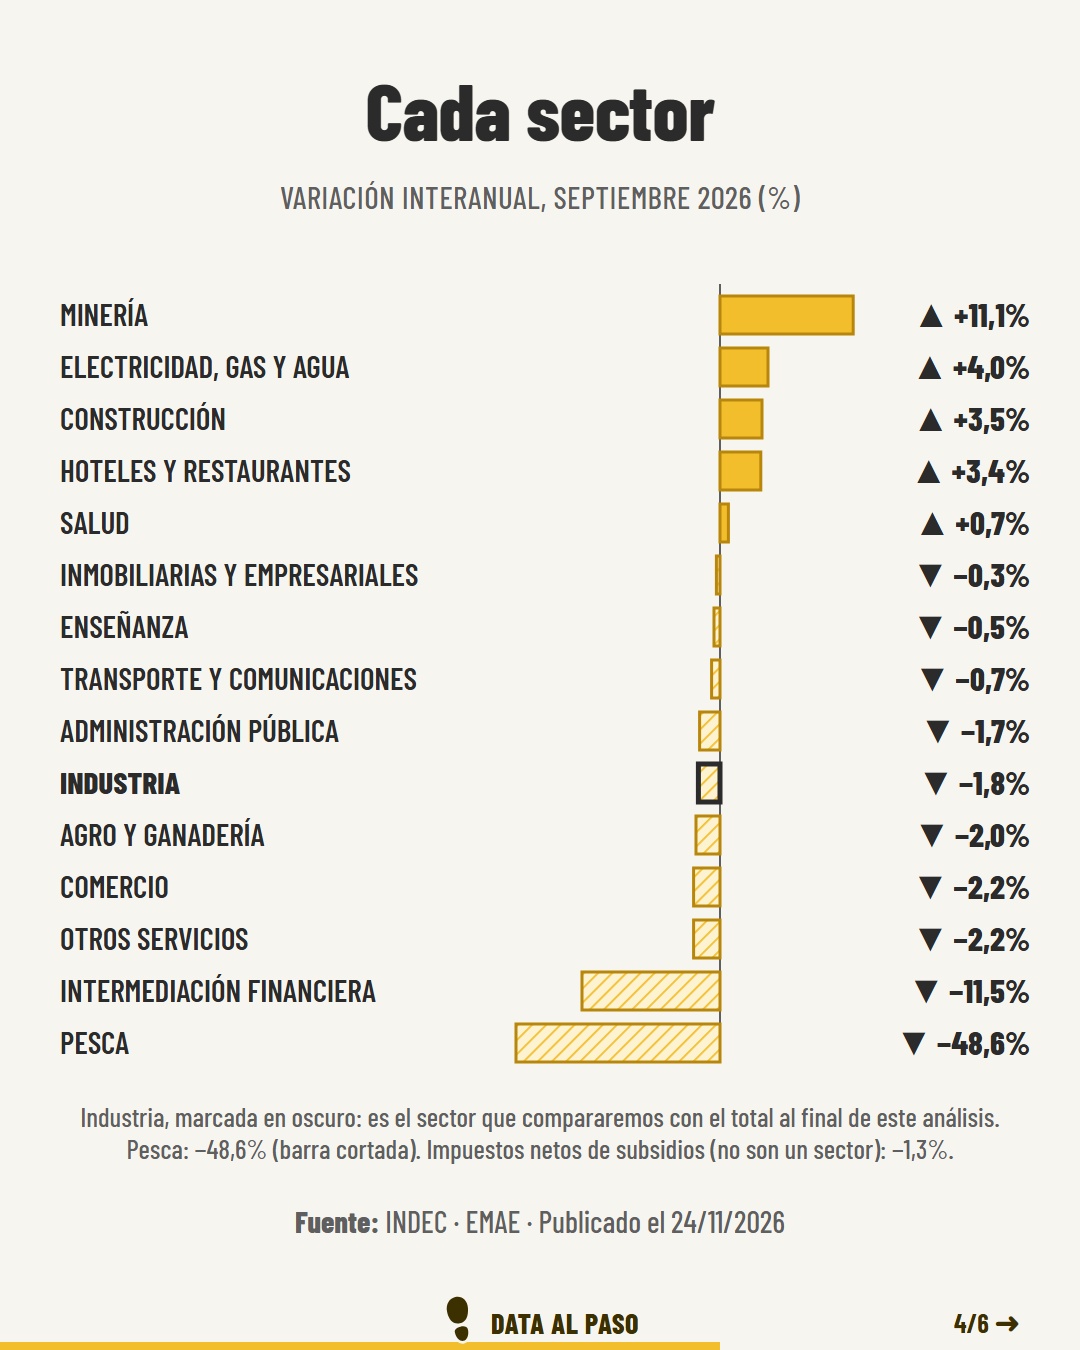 Cada sector
VARIACIÓN INTERANUAL, SEPTIEMBRE 2026 (%)
MINERÍA ▲ +11,1%
ELECTRICIDAD, GAS Y AGUA ▲ +4,0%
CONSTRUCCIÓN ▲ +3,5%
HOTELES Y RESTAURANTES ▲ +3,4%
SALUD ▲ +0,7%
INMOBILIARIAS Y EMPRESARIALES ▼ −0,3%
ENSEÑANZA ▼ −0,5%
TRANSPORTE Y COMUNICACIONES ▼ −0,7%
ADMINISTRACIÓN PÚBLICA ▼ −1,7%
INDUSTRIA ▼ −1,8%
AGRO Y GANADERÍA ▼ −2,0%
COMERCIO ▼ −2,2%
OTROS SERVICIOS ▼ −2,2%
INTERMEDIACIÓN FINANCIERA ▼ −11,5%
PESCA ▼ −48,6%
Industria, marcada en oscuro: es el sector que compararemos con el total al final de este análisis.
Pesca: −48,6% (barra cortada). Impuestos netos de subsidios (no son un sector): −1,3%.
Fuente: INDEC · EMAE · Publicado el 24/11/2026
DATA AL PASO
4/6 →